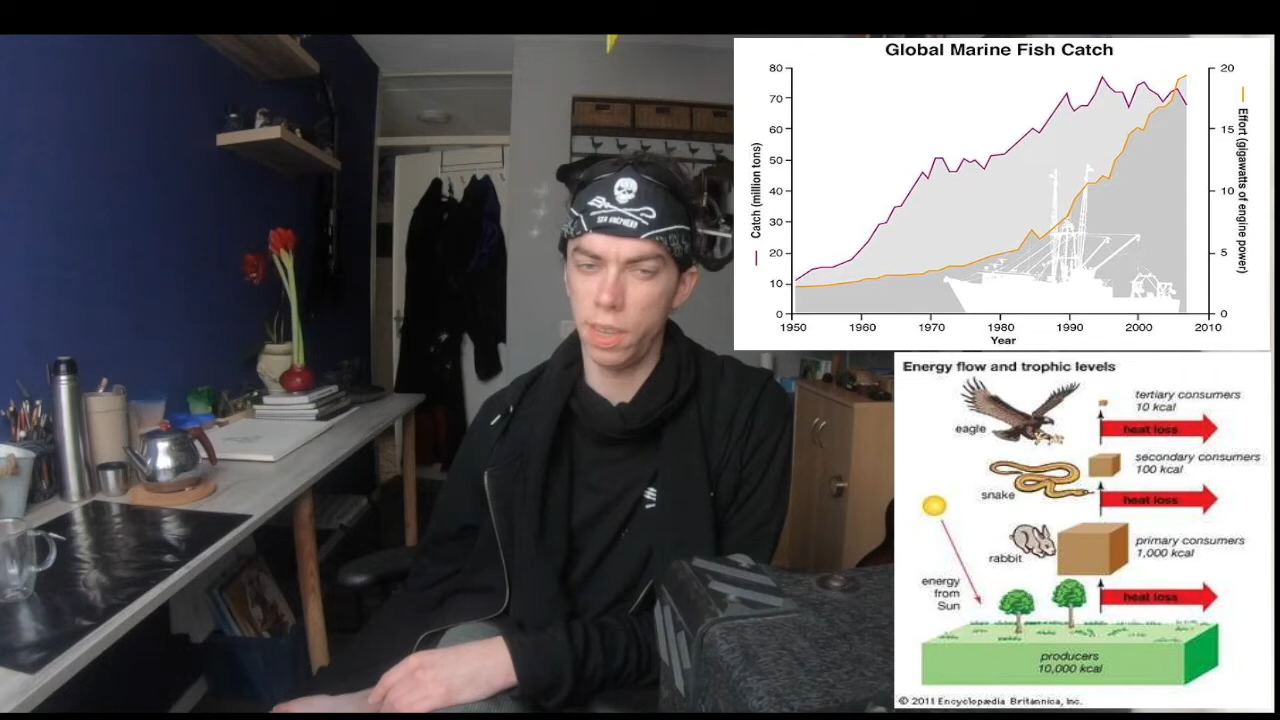 SEA SHEPHERD
Global Marine Fish Catch
80
70
60
50
40
30
20
10
0
Catch (million tons)
20
15
10
5
0
Effort (gigawatts of engine power)
1950 1960 1970 1980 1990 2000 2010
Year
Energy flow and trophic levels
tertiary consumers
10 kcal
eagle
heat loss
secondary consumers
100 kcal
snake
heat loss
primary consumers
1,000 kcal
rabbit
energy
from
Sun
heat loss
producers
10,000 kcal
© 2011 Encyclopædia Britannica, Inc.